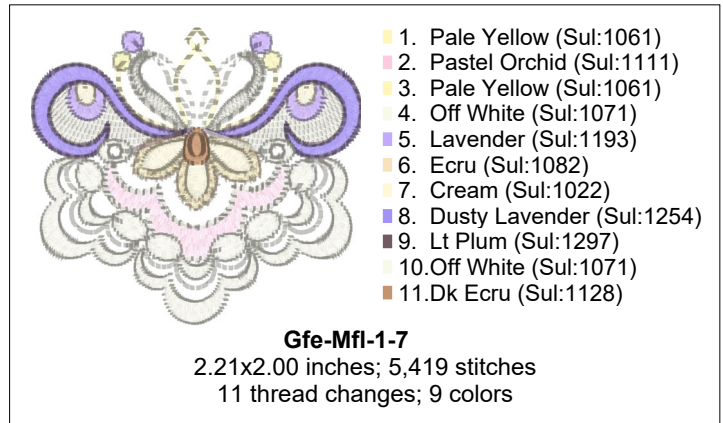 1. Pale Yellow (Sul:1061)
2. Pastel Orchid (Sul:1111)
3. Pale Yellow (Sul:1061)
4. Off White (Sul:1071)
5. Lavender (Sul:1193)
6. Ecru (Sul:1082)
7. Cream (Sul:1022)
8. Dusty Lavender (Sul:1254)
9. Lt Plum (Sul:1297)
10.Off White (Sul:1071)
11.Dk Ecru (Sul:1128)
Gfe-Mfl-1-7
2.21x2.00 inches; 5,419 stitches
11 thread changes; 9 colors